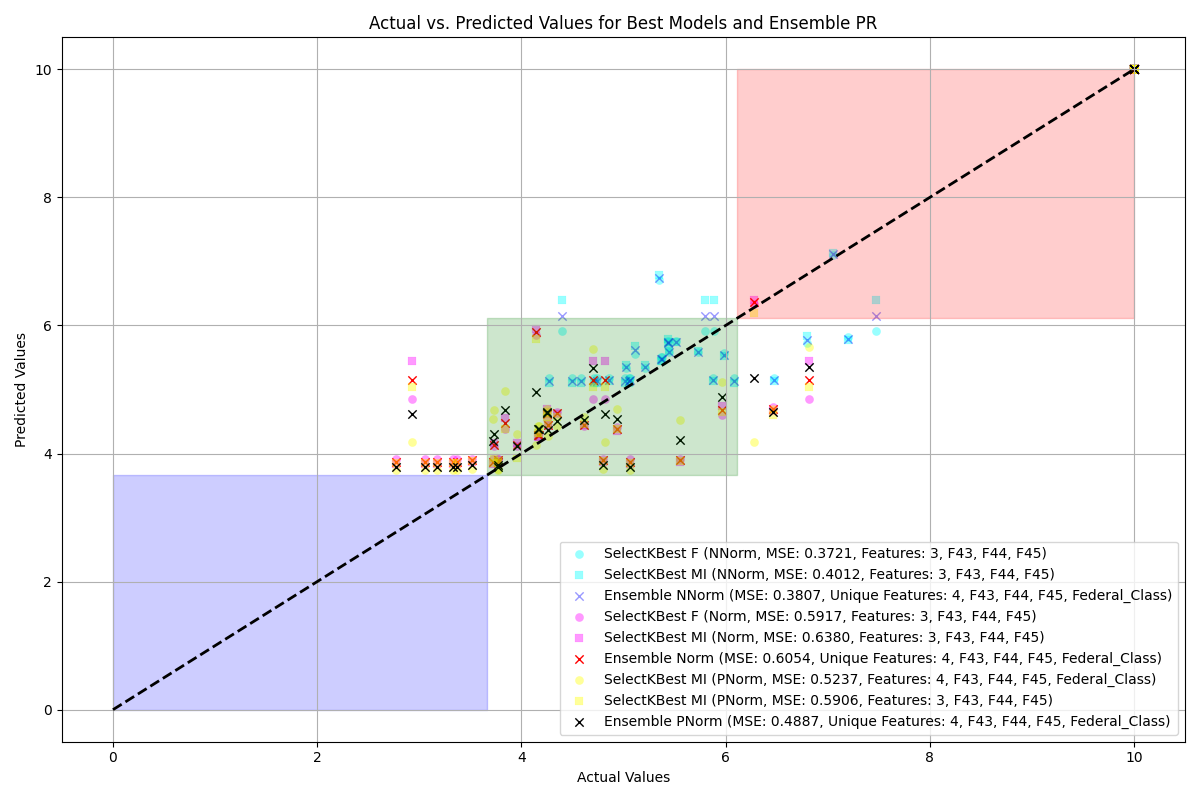 Actual vs. Predicted Values for Best Models and Ensemble PR
10
8
6
4
2
0
Predicted Values
0 2 4 6 8 10
Actual Values
SelectKBest F (NNorm, MSE: 0.3721, Features: 3, F43, F44, F45)
SelectKBest MI (NNorm, MSE: 0.4012, Features: 3, F43, F44, F45)
Ensemble NNorm (MSE: 0.3807, Unique Features: 4, F43, F44, F45, Federal_Class)
SelectKBest F (Norm, MSE: 0.5917, Features: 3, F43, F44, F45)
SelectKBest MI (Norm, MSE: 0.6380, Features: 3, F43, F44, F45)
Ensemble Norm (MSE: 0.6054, Unique Features: 4, F43, F44, F45, Federal_Class)
SelectKBest MI (PNorm, MSE: 0.5237, Features: 4, F43, F44, F45, Federal_Class)
SelectKBest MI (PNorm, MSE: 0.5906, Features: 3, F43, F44, F45)
Ensemble PNorm (MSE: 0.4887, Unique Features: 4, F43, F44, F45, Federal_Class)